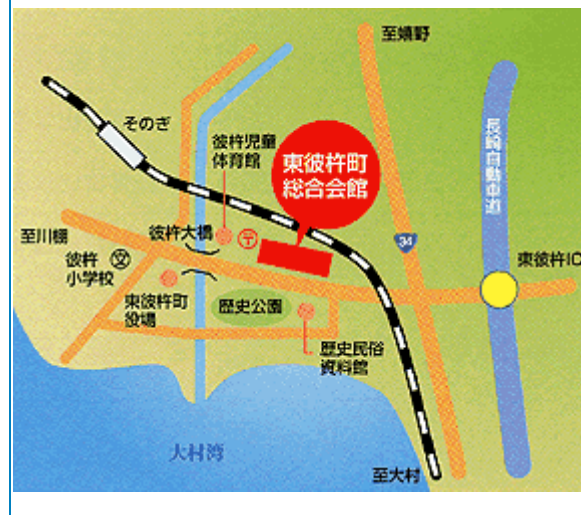 至嬉野
そのぎ
彼杵児童
体育館
東彼杵町
総合会館
長崎自動車道
至川棚
彼杵大橋
〒
34
彼杵
小学校
文
東彼杵IC
東彼杵町
役場
歴史公園
歴史民俗
資料館
大村湾
至大村